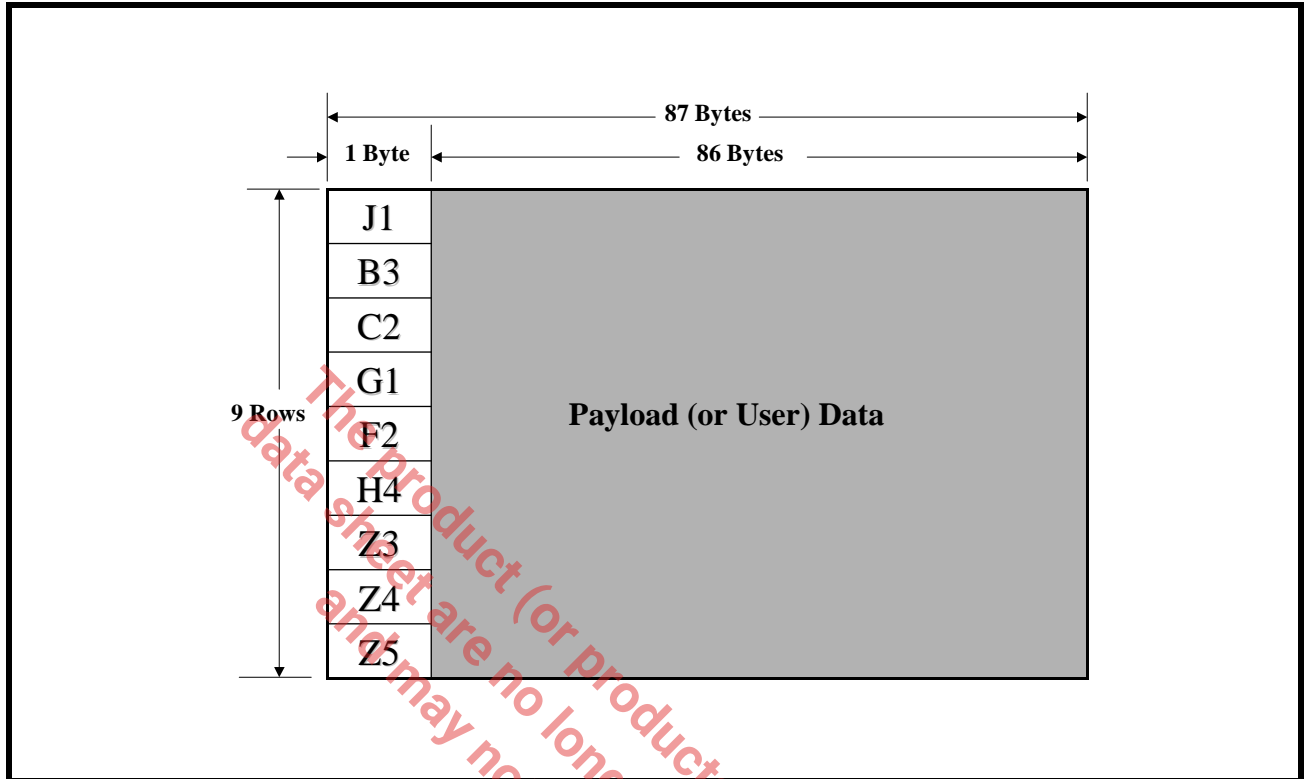 87 Bytes
1 Byte
86 Bytes
J1
B3
C2
G1
F2
H4
Z3
Z4
Z5
9 Rows
Payload (or User) Data
The product (or product
data sheet are no long
and may no